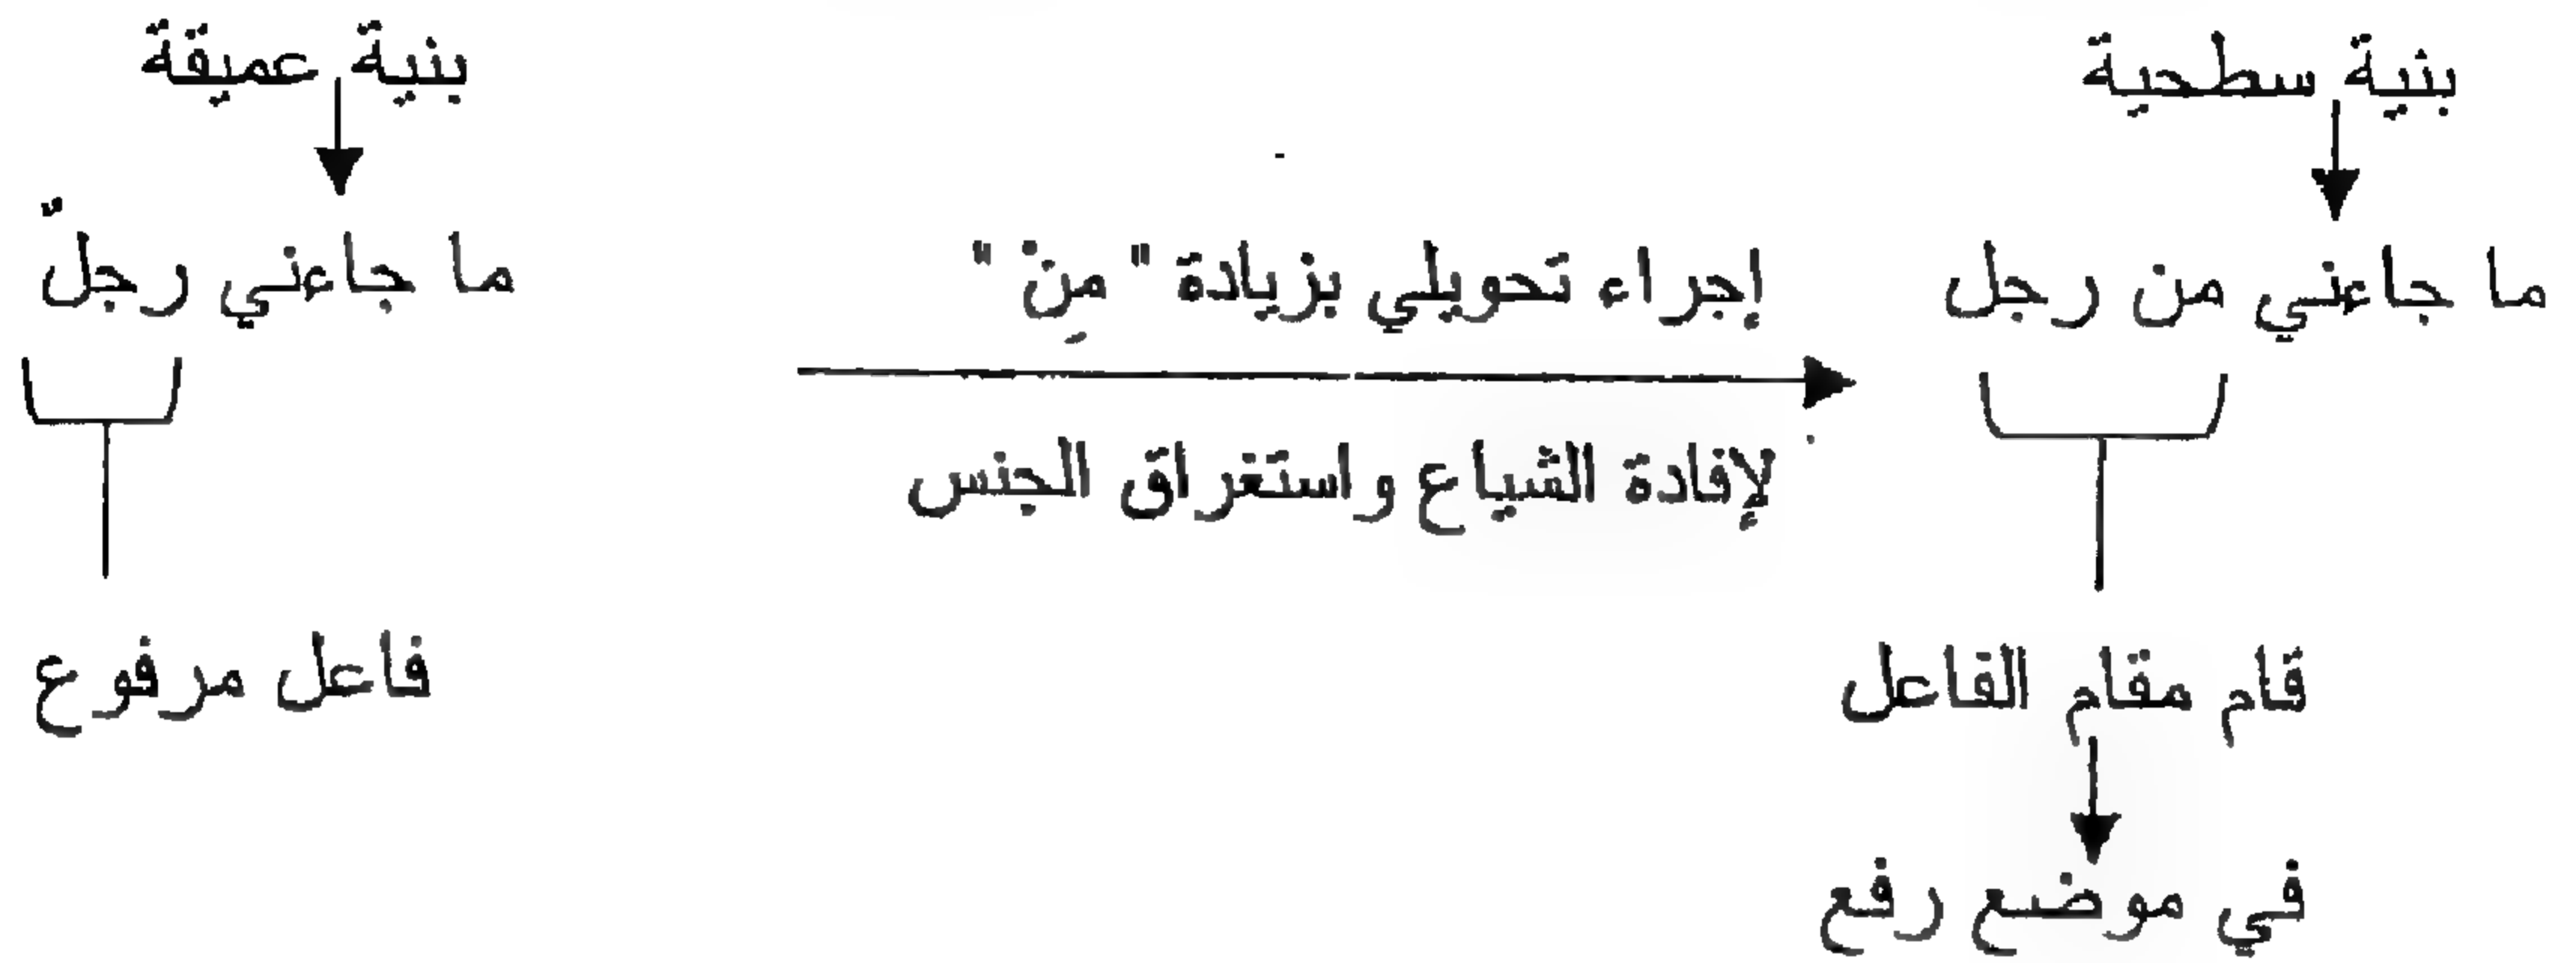 بنية عميقة
ما جاءني رجلٌ
فاعل مرفوع
إجراء تحويلي بزيادة " مِنْ "
لإفادة الشياع واستغراق الجنس
بنية سطحية
ما جاءني من رجل
قام مقام الفاعل
في موضع رفع